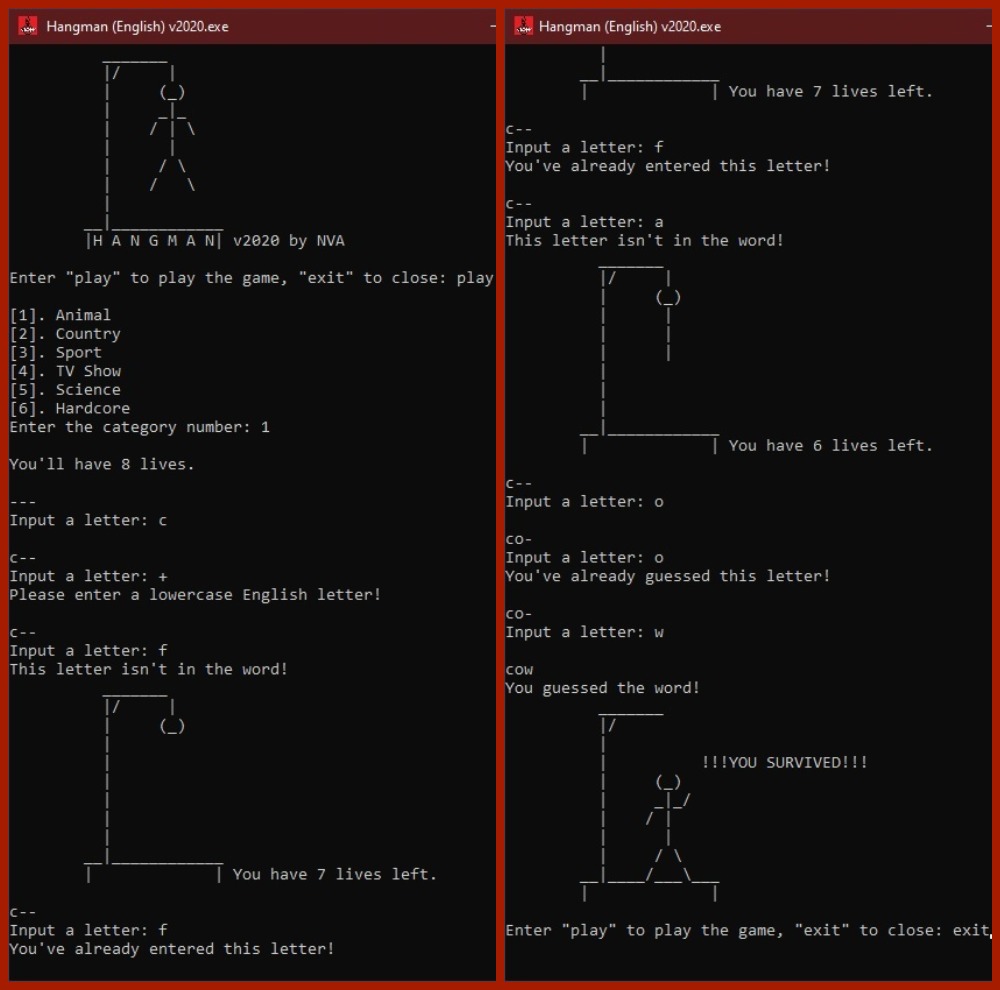 Hangman (English) v2020.exe
|H A N G M A N| v2020 by NVA
Enter "play" to play the game, "exit" to close: play
[1]. Animal
[2]. Country
[3]. Sport
[4]. TV Show
[5]. Science
[6]. Hardcore
Enter the category number: 1
You'll have 8 lives.
---
Input a letter: c
c--
Input a letter: +
Please enter a lowercase English letter!
c--
Input a letter: f
This letter isn't in the word!
You have 7 lives left.
c--
Input a letter: f
You've already entered this letter!
Hangman (English) v2020.exe
You have 7 lives left.
c--
Input a letter: f
You've already entered this letter!
c--
Input a letter: a
This letter isn't in the word!
You have 6 lives left.
c--
Input a letter: o
co-
Input a letter: o
You've already guessed this letter!
co-
Input a letter: w
cow
You guessed the word!
!!!YOU SURVIVED!!!
Enter "play" to play the game, "exit" to close: exit